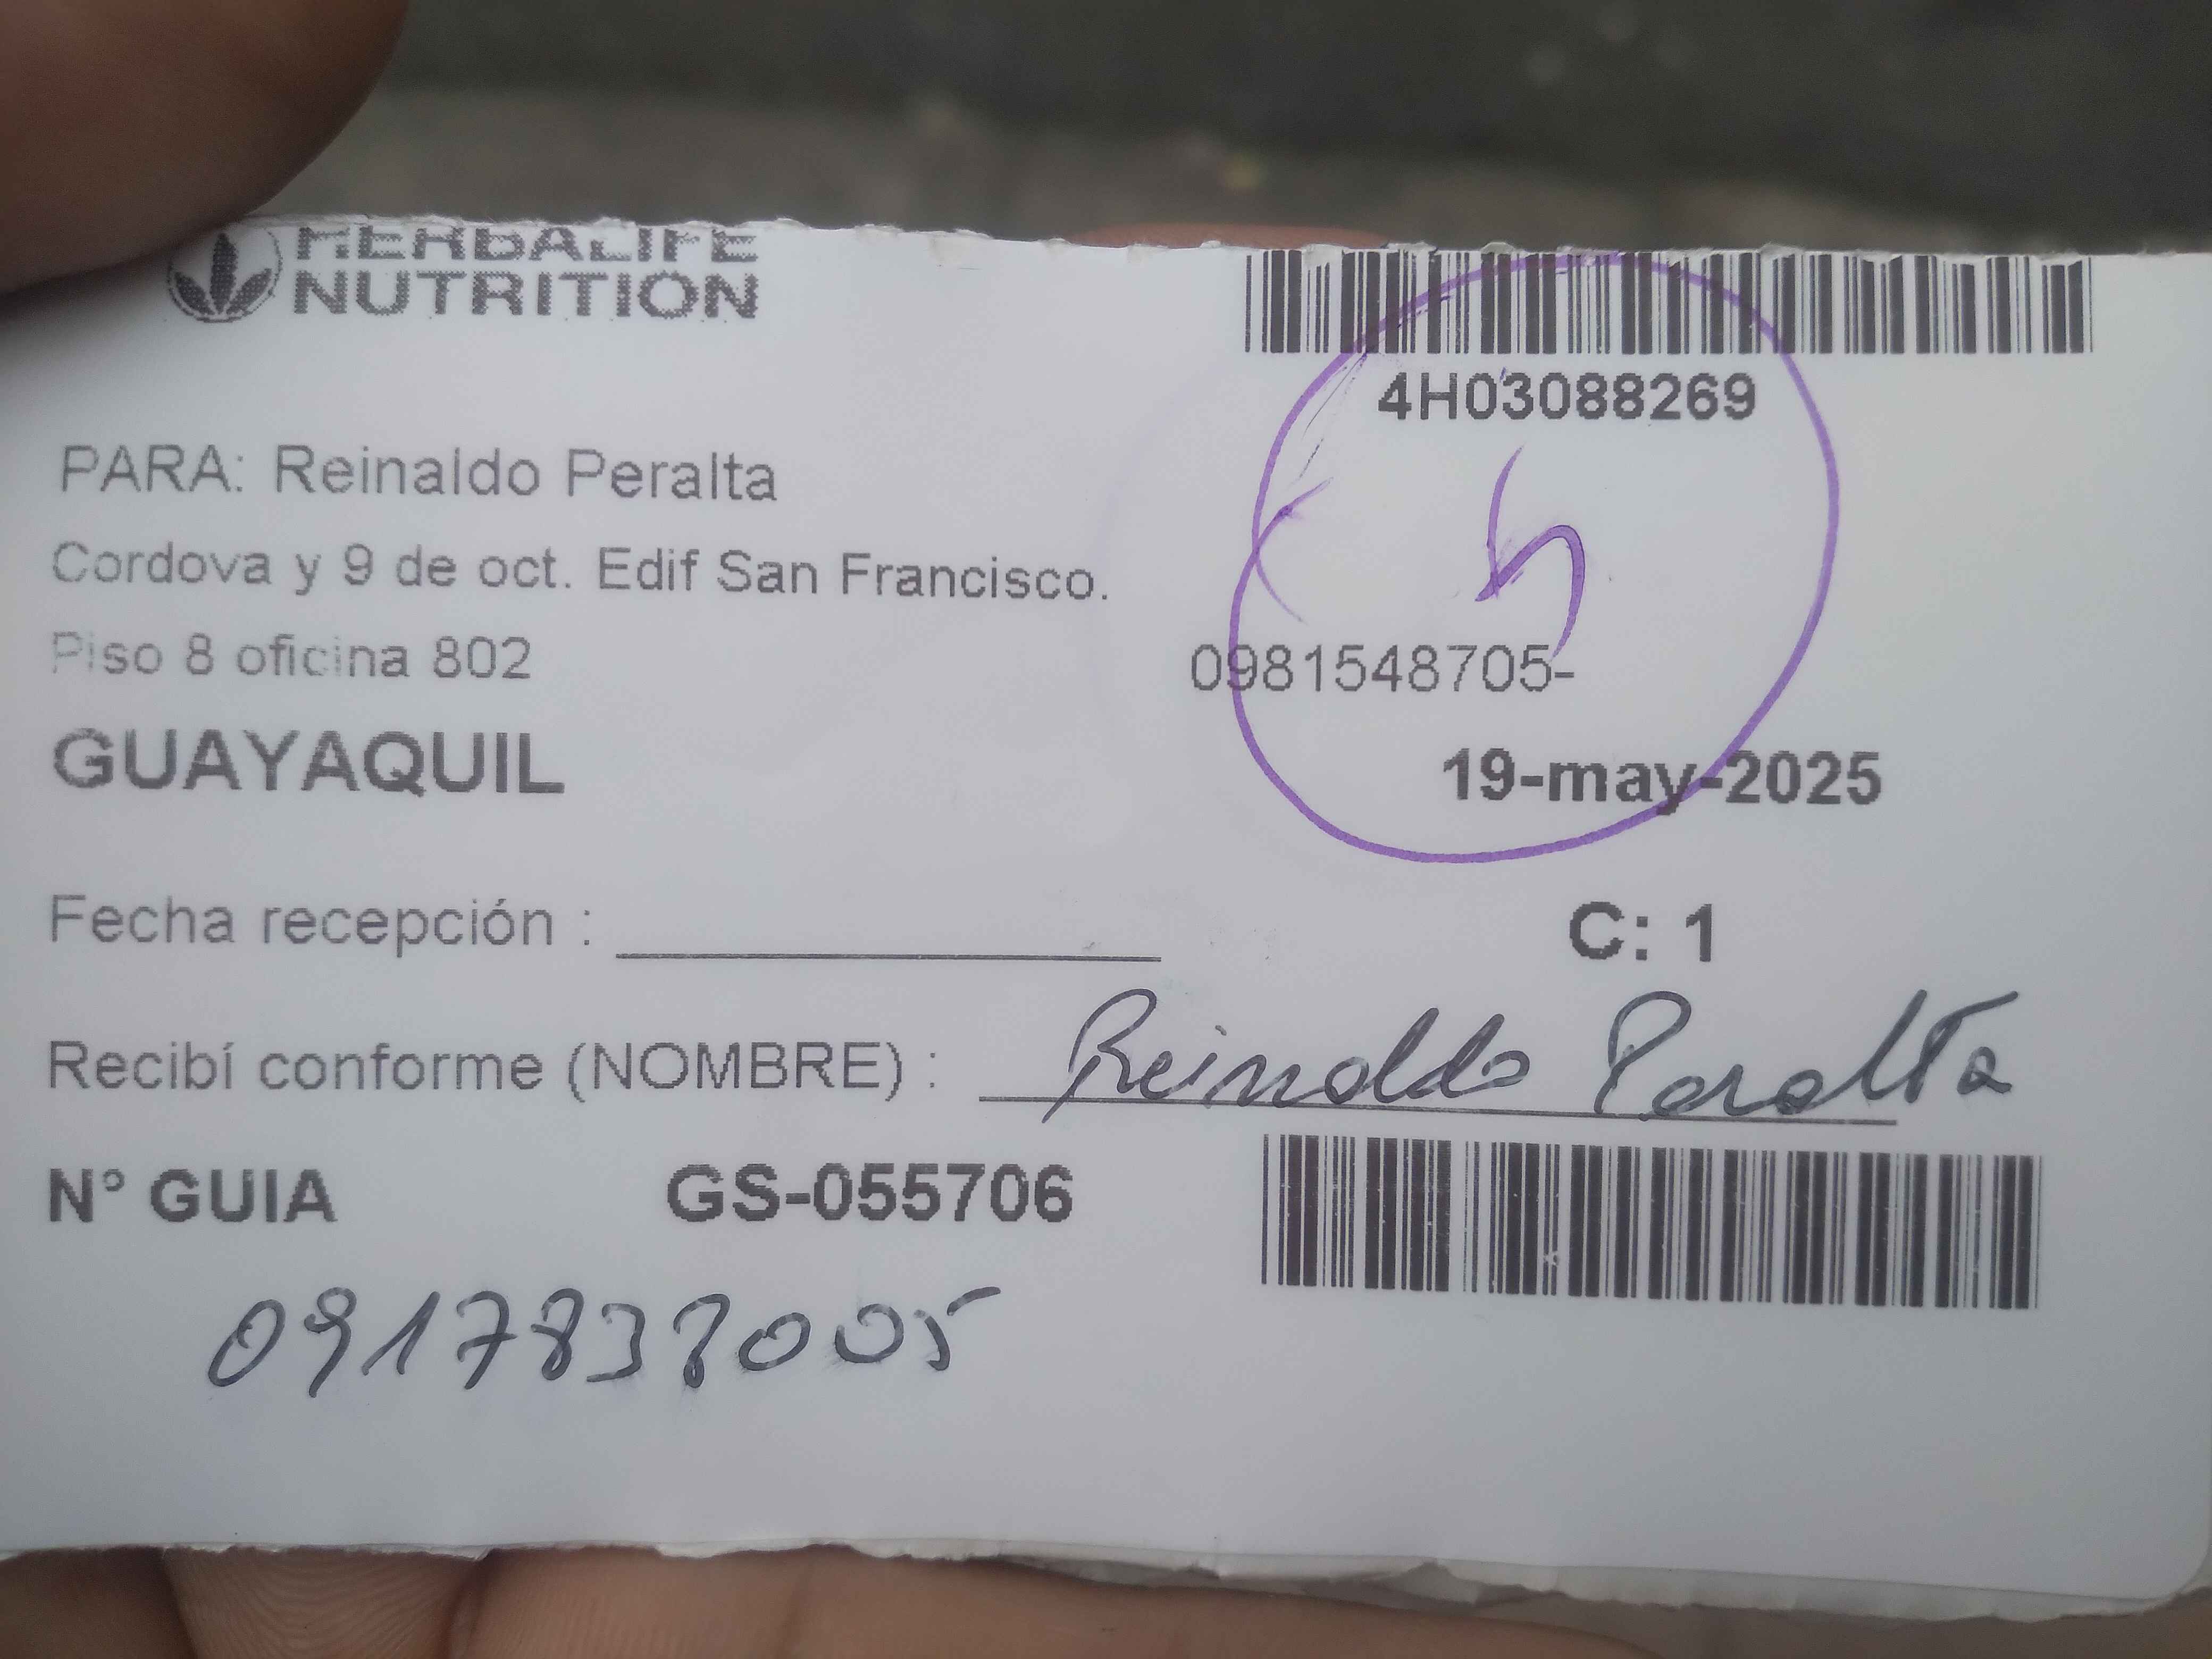 HERBALIFE
NUTRITION
4H03088269
PARA: Reinaldo Peralta
Cordova y 9 de oct. Edif San Francisco.
Piso 8 oficina 802
0981548705-
GUAYAQUIL
19-may-2025
Fecha recepción :
C: 1
Recibí conforme (NOMBRE) : Reinaldo Peralta
N° GUIA GS-055706